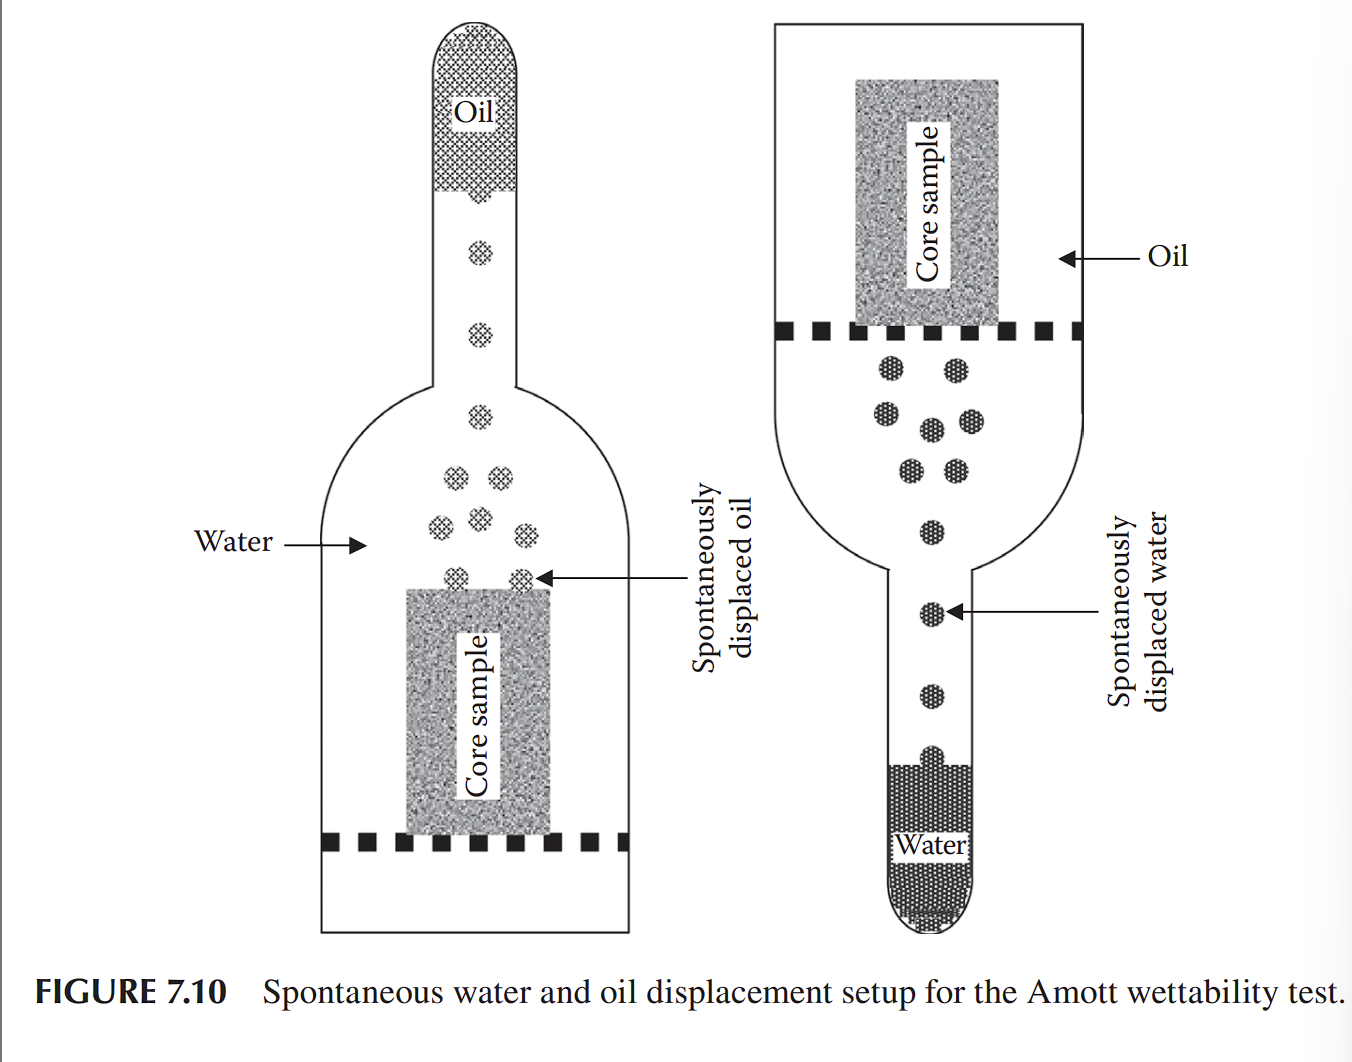 Oil
Core sample
Oil
Water
Spontaneously
displaced oil
Spontaneously
displaced water
Core sample
Water
FIGURE 7.10 Spontaneous water and oil displacement setup for the Amott wettability test.